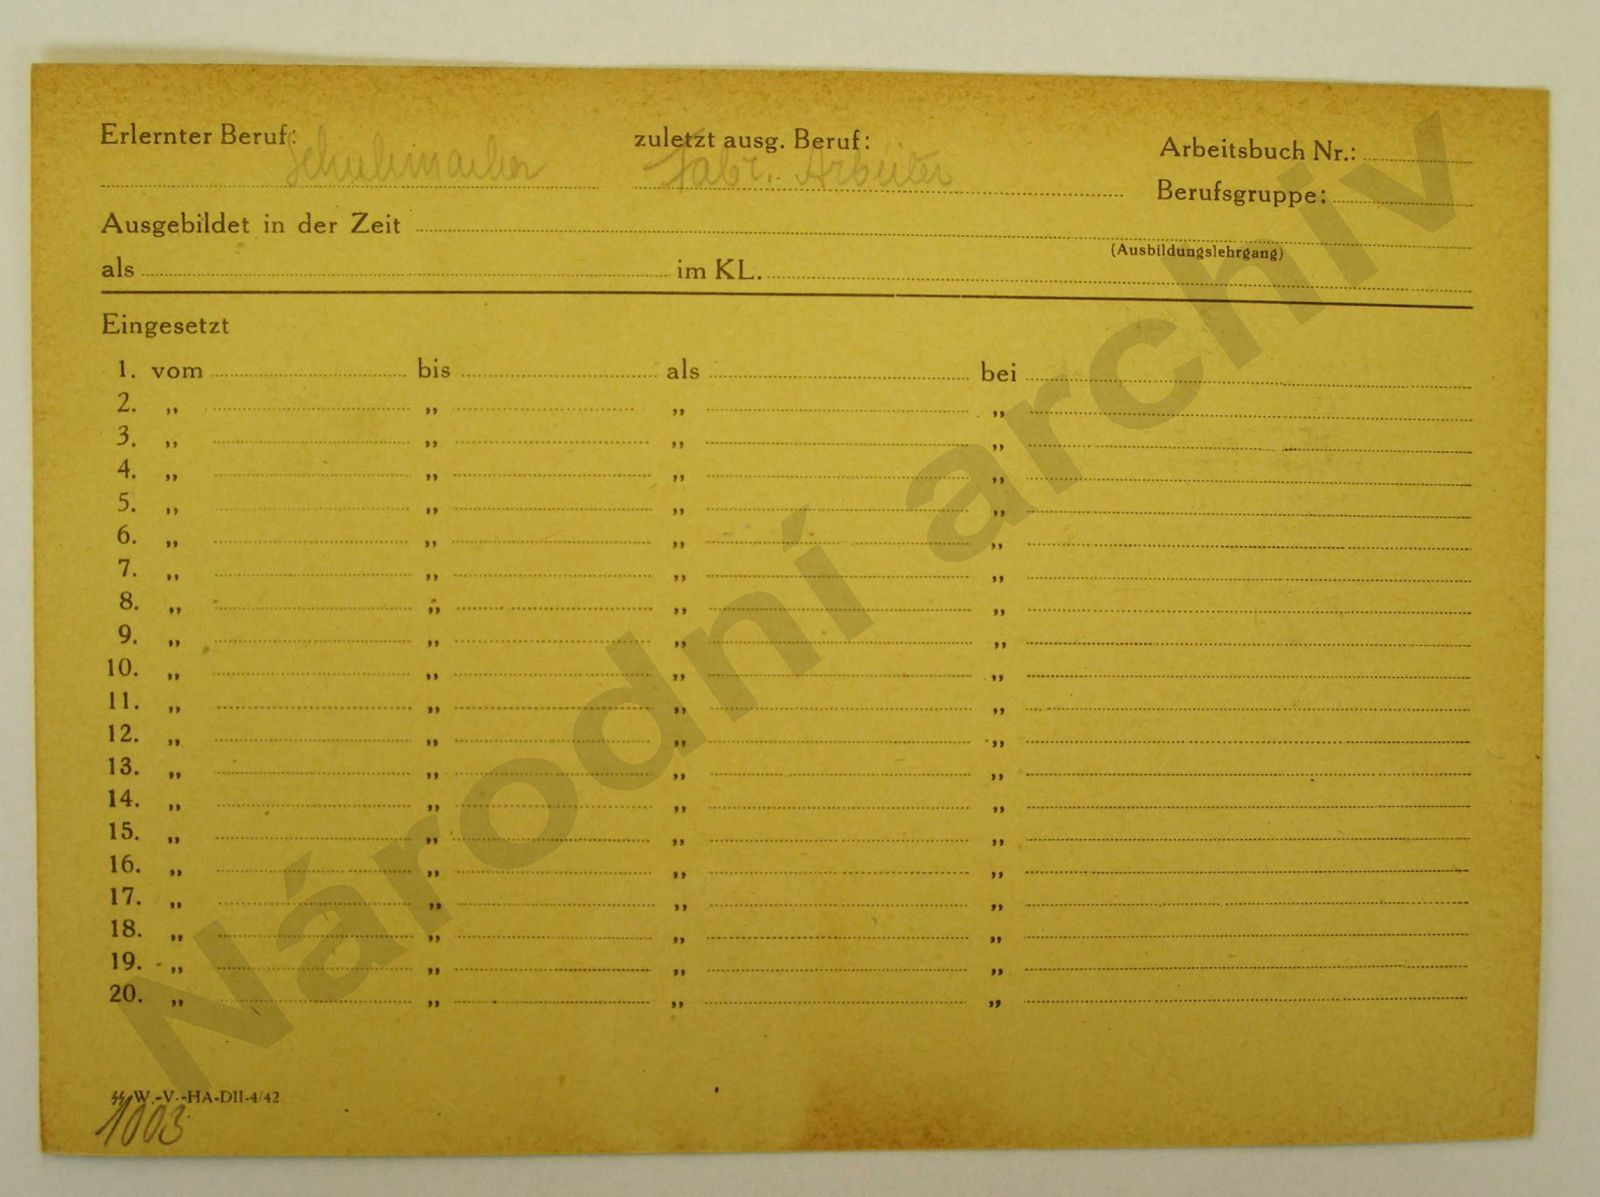 Erlernter Beruf: Schuhmacher zuletzt ausg. Beruf: Fabr. Arbeiter Arbeitsbuch Nr.:
Berufsgruppe:
Ausgebildet in der Zeit
(Ausbildungslehrgang)
als im KL.
Eingesetzt
1. vom bis als bei
2. „ „ „ „
3. „ „ „ „
4. „ „ „ „
5. „ „ „ „
6. „ „ „ „
7. „ „ „ „
8. „ „ „ „
9. „ „ „ „
10. „ „ „ „
11. „ „ „ „
12. „ „ „ „
13. „ „ „ „
14. „ „ „ „
15. „ „ „ „
16. „ „ „ „
17. „ „ „ „
18. „ „ „ „
19. „ „ „ „
20. „ „ „ „
ᛋᛋ W.-V.-HA-DII-4/42
1003
Národní archiv